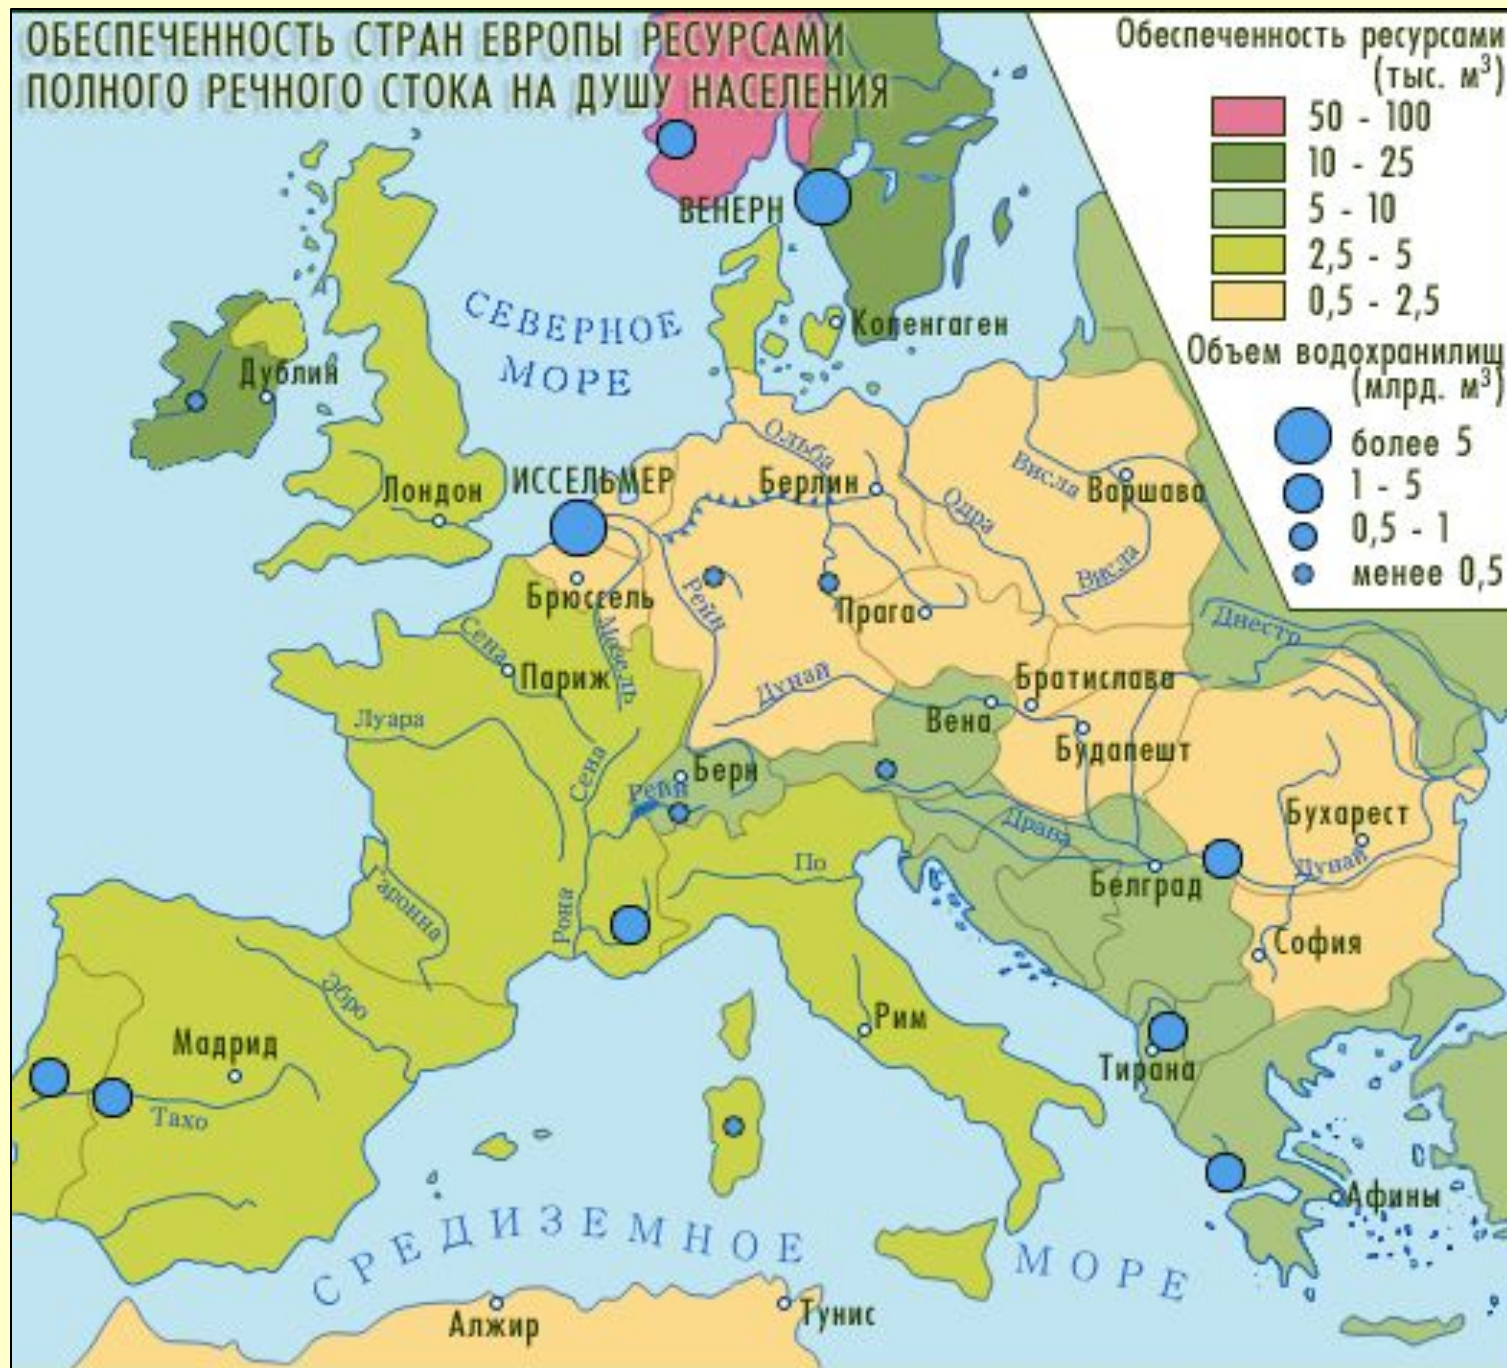 ОБЕСПЕЧЕННОСТЬ СТРАН ЕВРОПЫ РЕСУРСАМИ
ПОЛНОГО РЕЧНОГО СТОКА НА ДУШУ НАСЕЛЕНИЯ
Обеспеченность ресурсами
(тыс. м³)
50 - 100
10 - 25
5 - 10
2,5 - 5
0,5 - 2,5
Объем водохранилищ
(млрд. м³)
более 5
1 - 5
0,5 - 1
менее 0,5
ВЕНЕРН
СЕВЕРНОЕ
МОРЕ
Копенгаген
Дублин
Ольба
Лондон
ИССЕЛЬМЕР
Берлин
Висла
Варшава
Одра
Висла
Брюссель
Рейн
Прага
Днестр
Сена
Мозель
Париж
Дунай
Братислава
Луара
Вена
Будапешт
Сена
Берн
Рейн
Драва
Бухарест
По
Дунай
Белград
Гаронна
Рона
София
Эбро
Рим
Мадрид
Тирана
Тахо
Афины
СРЕДИЗЕМНОЕ МОРЕ
Алжир
Тунис